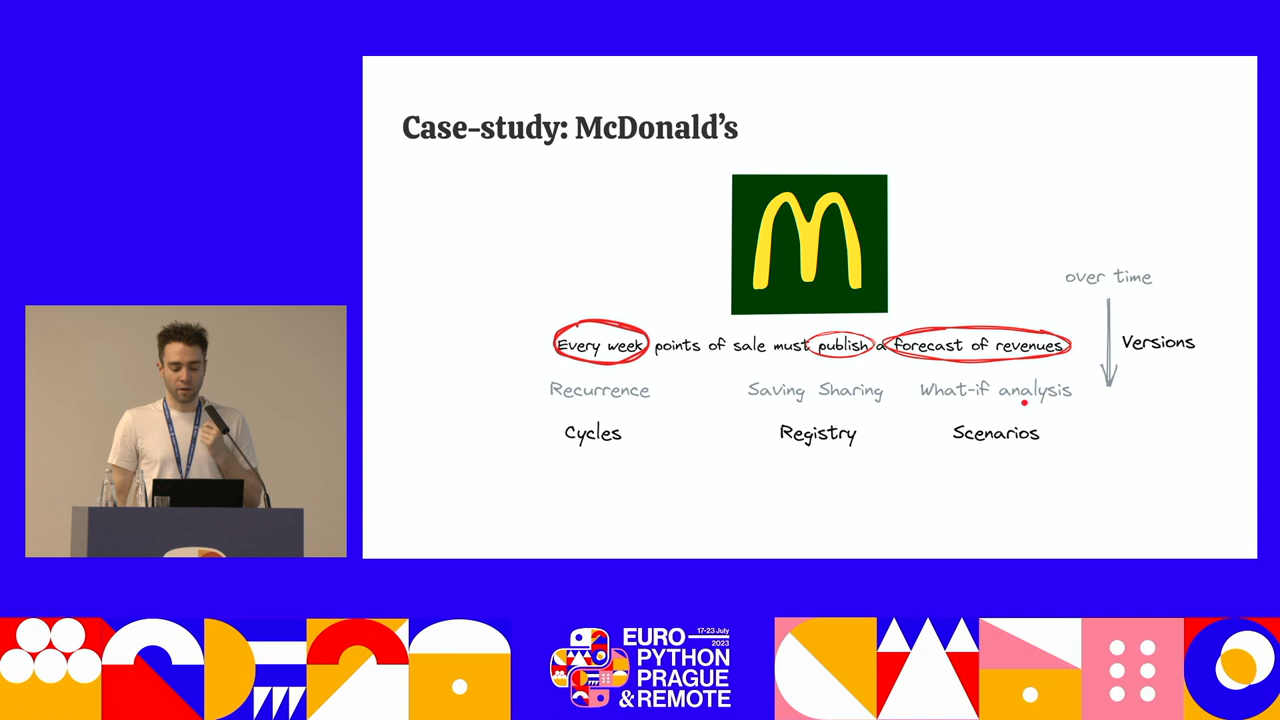 Case-study: McDonald's
over time
Every week points of sale must publish a forecast of revenues
Versions
Recurrence
Saving Sharing
What-if analysis
Cycles
Registry
Scenarios
EURO 17-23 July 2023
PYTHON
PRAGUE
& REMOTE